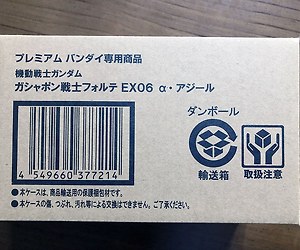 プレミアム バンダイ専用商品
機動戦士ガンダム
ガシャポン戦士フォルテ EX06 α・アジール
ダンボール
4 549660 377214
輸送箱
取扱注意
●本ケースは、商品輸送用の保護梱包材です。
●本ケースの傷、つぶれ、汚れ等による交換はできません。ご了承ください。